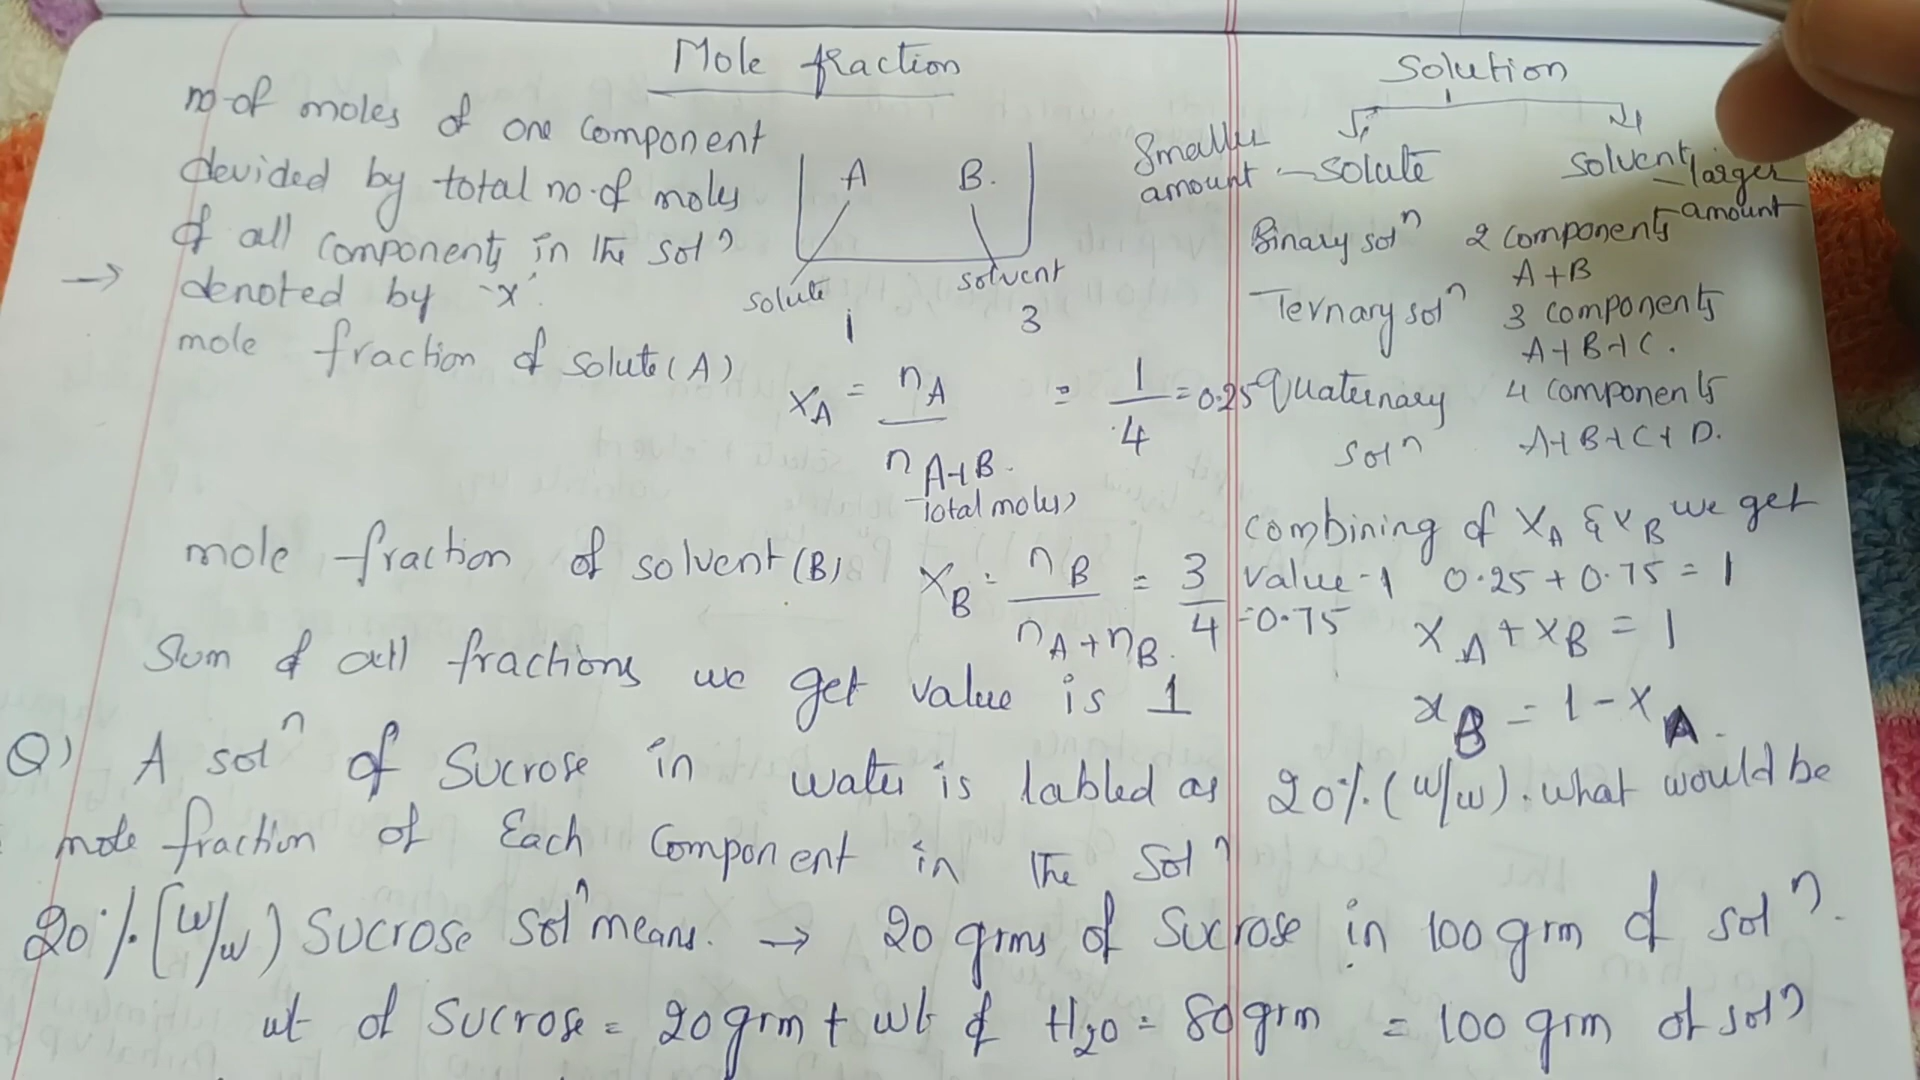 Mole fraction
no of moles of one component
devided by total no.of moles
of all components in the solⁿ
→ denoted by 'x'.
A B.
solute solvent
1 3
mole fraction of solute (A)
xA = nA = 1 = 0.25
4
nA+B.
Total moles
mole fraction of solvent (B) xB = nB = 3
nA + nB. 4 = 0.75
Sum of all fractions we get value is 1
Solution
Smaller
amount - solute
solvent - larger
amount
Binary solⁿ 2 components
A+B
Ternary solⁿ 3 components
A+B+C.
Quaternary 4 components
Solⁿ A+B+C+D.
combining of xA & xB we get
value - 1 0.25 + 0.75 = 1
xA + xB = 1
xB = 1 - xA.
Q) A solⁿ of Sucrose in water is labled as 20%.(w/w). what would be
mole fraction of Each component in the Solⁿ
20%.(w/w) Sucrose Solⁿ means. → 20 grms of Sucrose in 100 grm of solⁿ.
wt of Sucrose = 20 grm + wt of H20 = 80 grm = 100 grm of solⁿ